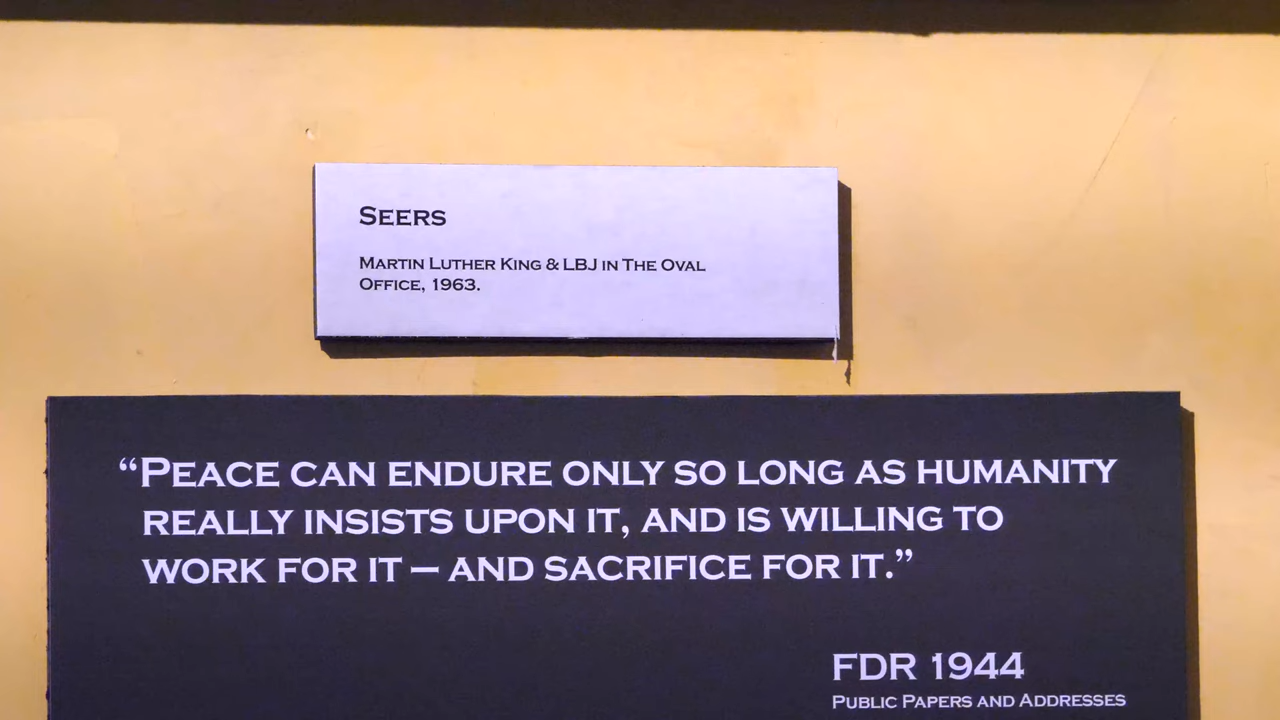 SEERS
MARTIN LUTHER KING & LBJ IN THE OVAL
OFFICE, 1963.
“PEACE CAN ENDURE ONLY SO LONG AS HUMANITY
REALLY INSISTS UPON IT, AND IS WILLING TO
WORK FOR IT — AND SACRIFICE FOR IT.”
FDR 1944
PUBLIC PAPERS AND ADDRESSES